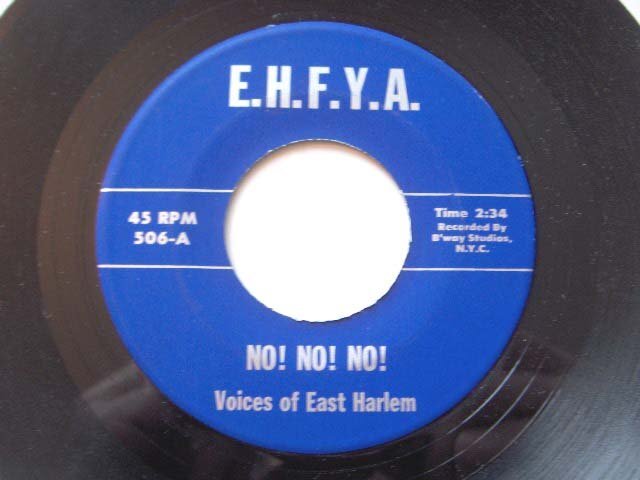 E.H.F.Y.A.
45 RPM
506-A
Time 2:34
Recorded By
B'way Studios,
N.Y.C.
NO! NO! NO!
Voices of East Harlem